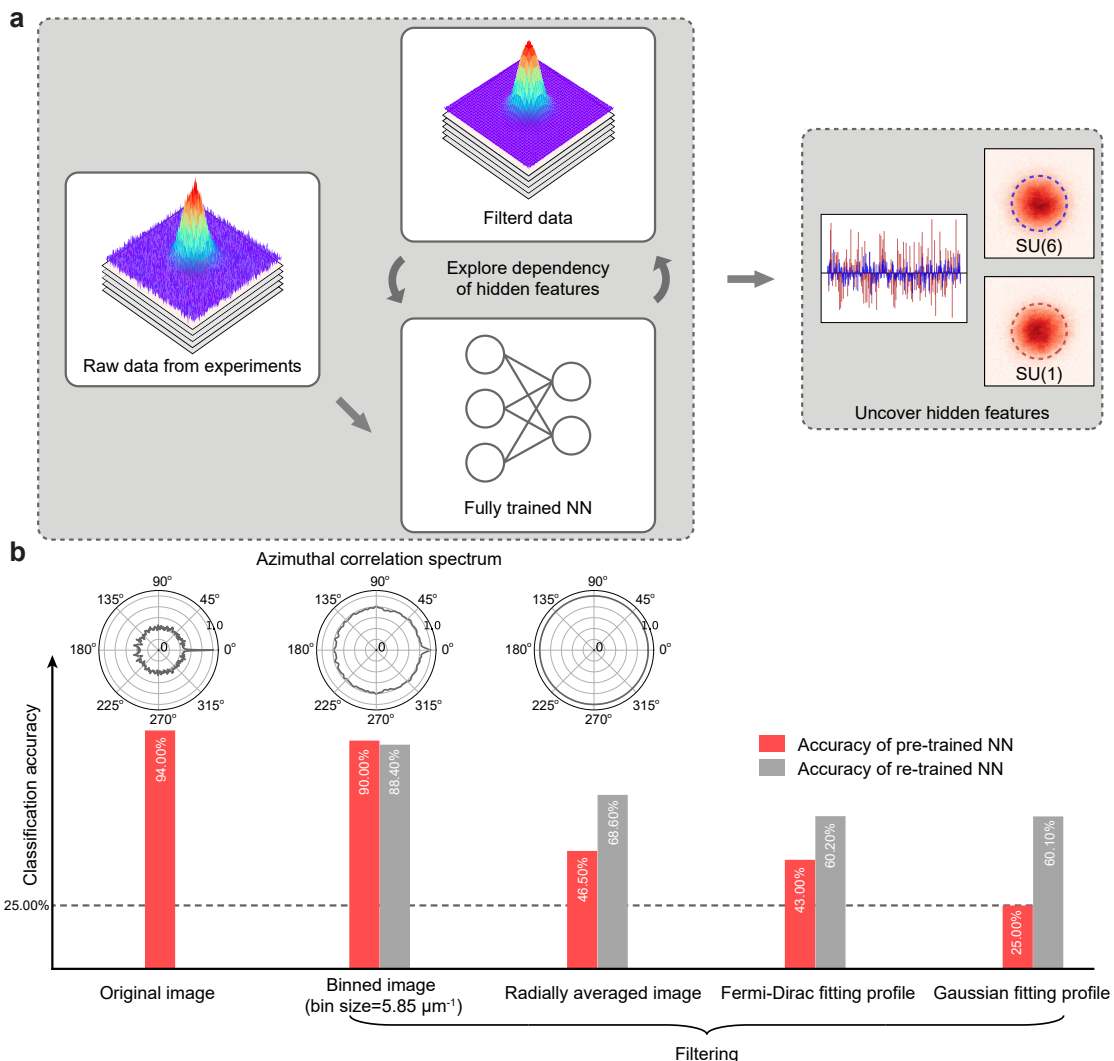 a
Filterd data
Raw data from experiments
Explore dependency
of hidden features
Fully trained NN
SU(6)
SU(1)
Uncover hidden features
b
Azimuthal correlation spectrum
90°
135°
45°
1.0
180°
0
0°
225°
315°
270°
90°
135°
45°
1.0
180°
0
0°
225°
315°
270°
90°
135°
45°
1.0
180°
0
0°
225°
315°
270°
Classification accuracy
25.00%
Accuracy of pre-trained NN
Accuracy of re-trained NN
94.00%
90.00%
88.40%
46.50%
68.60%
43.00%
60.20%
25.00%
60.10%
Original image
Binned image
(bin size=5.85 μm⁻¹)
Radially averaged image
Fermi-Dirac fitting profile
Gaussian fitting profile
Filtering